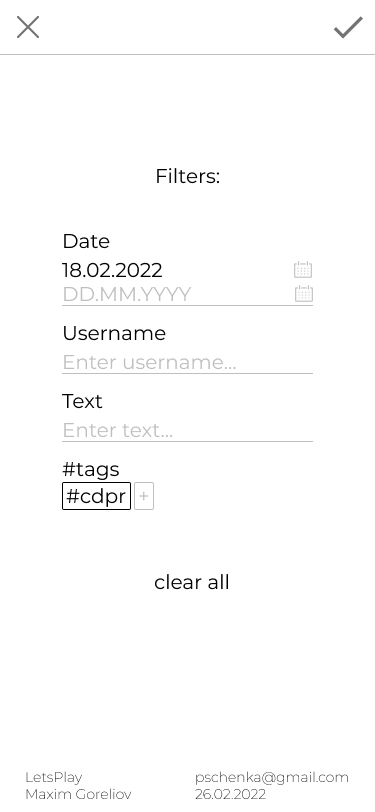 Filters:
Date
18.02.2022
DD.MM.YYYY
Username
Enter username...
Text
Enter text...
#tags
#cdpr +
clear all
LetsPlay pschenka@gmail.com
Maxim Goreliov 26.02.2022